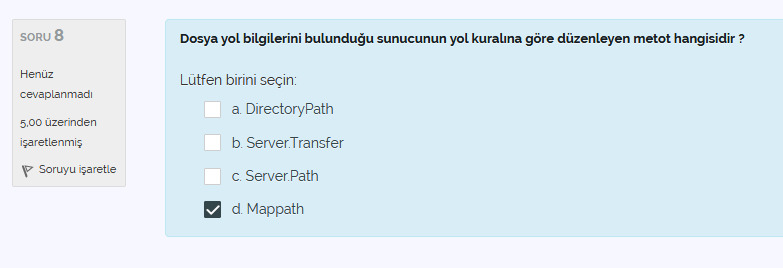 SORU 8
Henüz
cevaplanmadı
5,00 üzerinden
işaretlenmiş
Soruyu işaretle
Dosya yol bilgilerini bulunduğu sunucunun yol kuralına göre düzenleyen metot hangisidir ?
Lütfen birini seçin:
a. DirectoryPath
b. Server.Transfer
c. Server.Path
d. Mappath